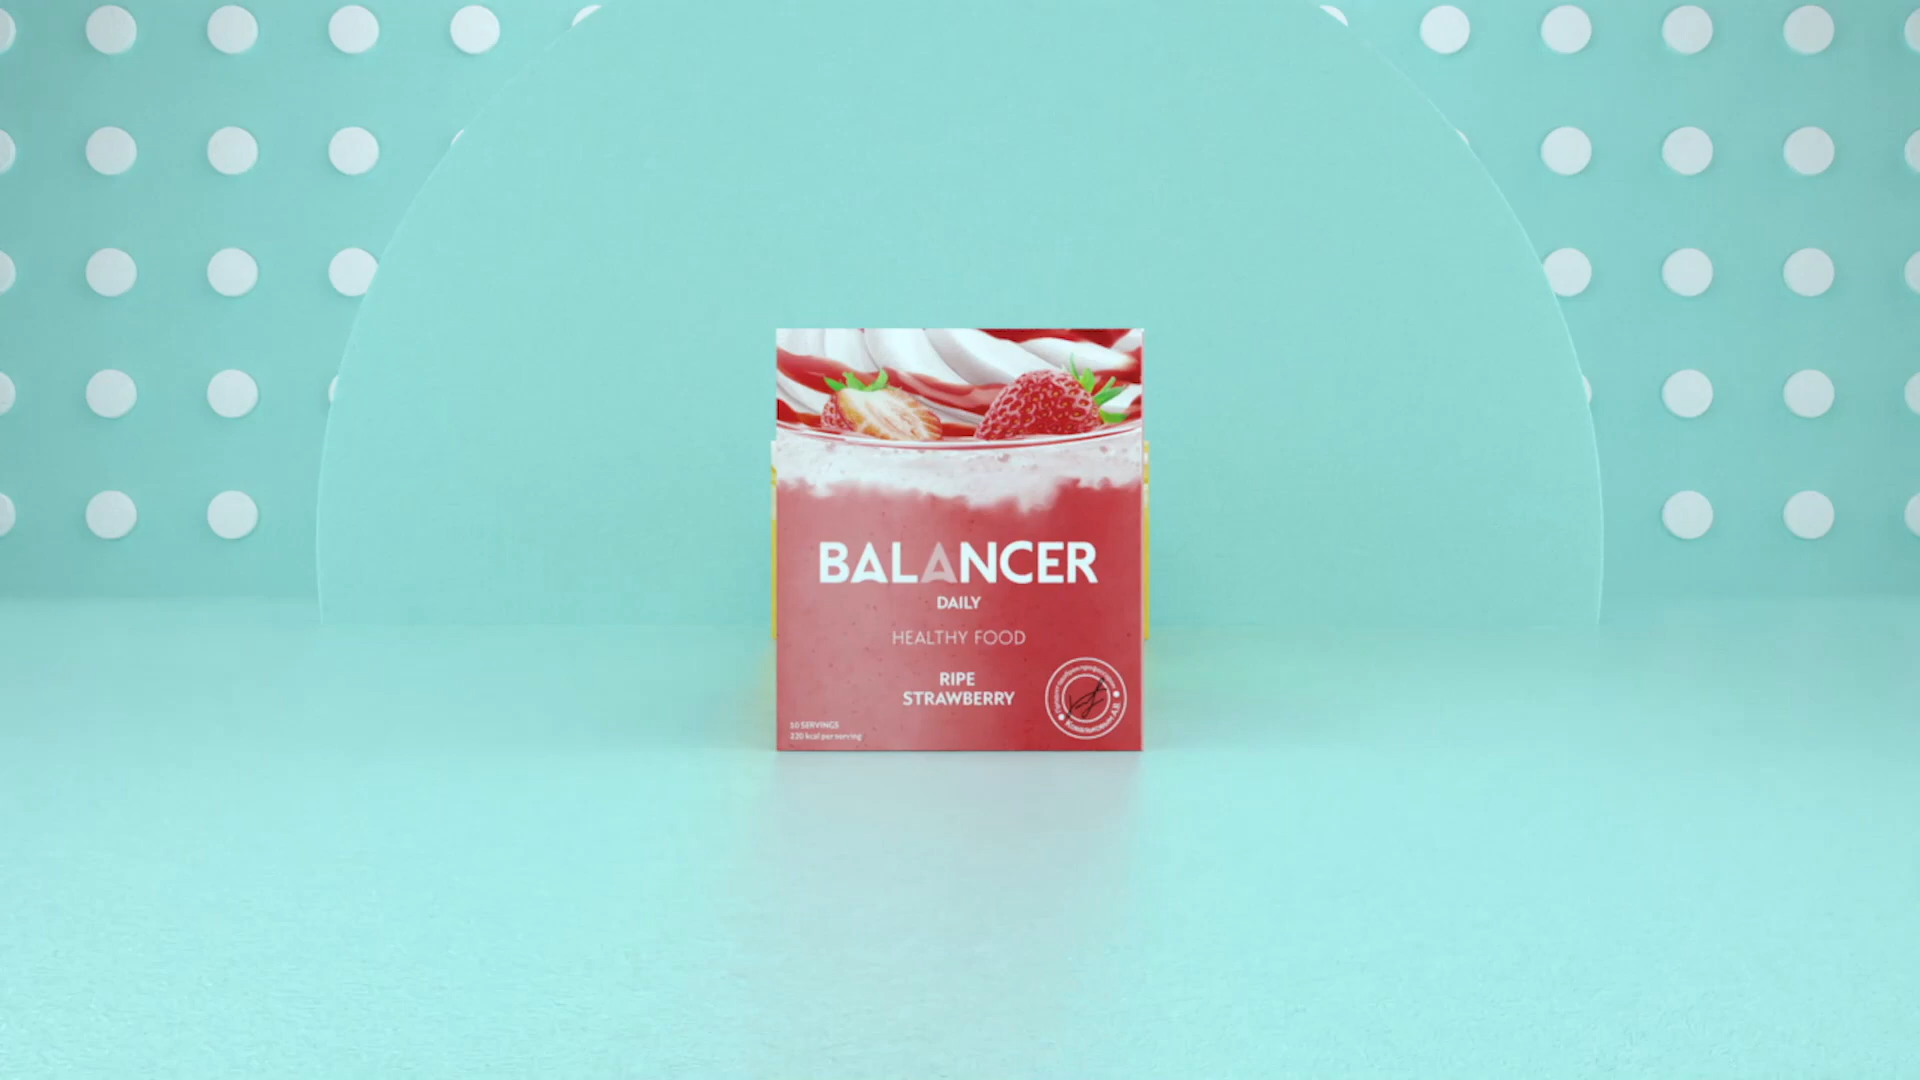 BALANCER
DAILY
HEALTHY FOOD
RIPE
STRAWBERRY
10 SERVINGS
220 kcal per serving